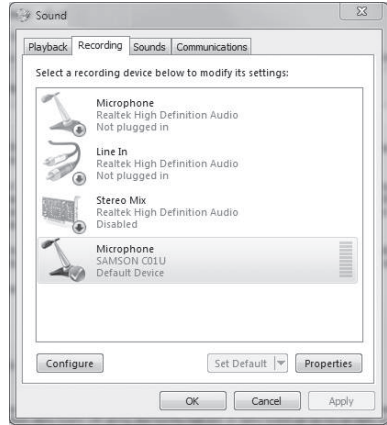 Sound
Playback Recording Sounds Communications
Select a recording device below to modify its settings:
Microphone
Realtek High Definition Audio
Not plugged in
Line In
Realtek High Definition Audio
Not plugged in
Stereo Mix
Realtek High Definition Audio
Disabled
Microphone
SAMSON C01U
Default Device
Configure Set Default Properties
OK Cancel Apply